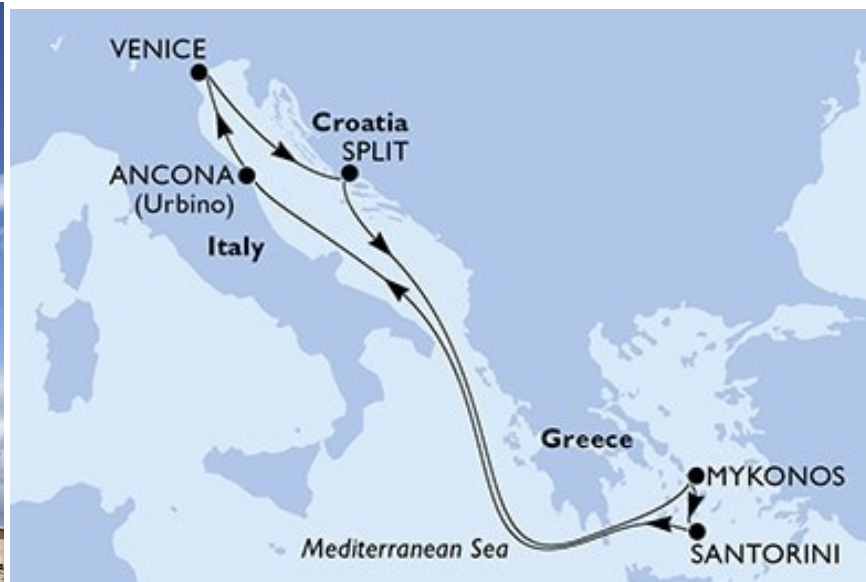 VENICE
Croatia
SPLIT
ANCONA
(Urbino)
Italy
Greece
MYKONOS
Mediterranean Sea
SANTORINI